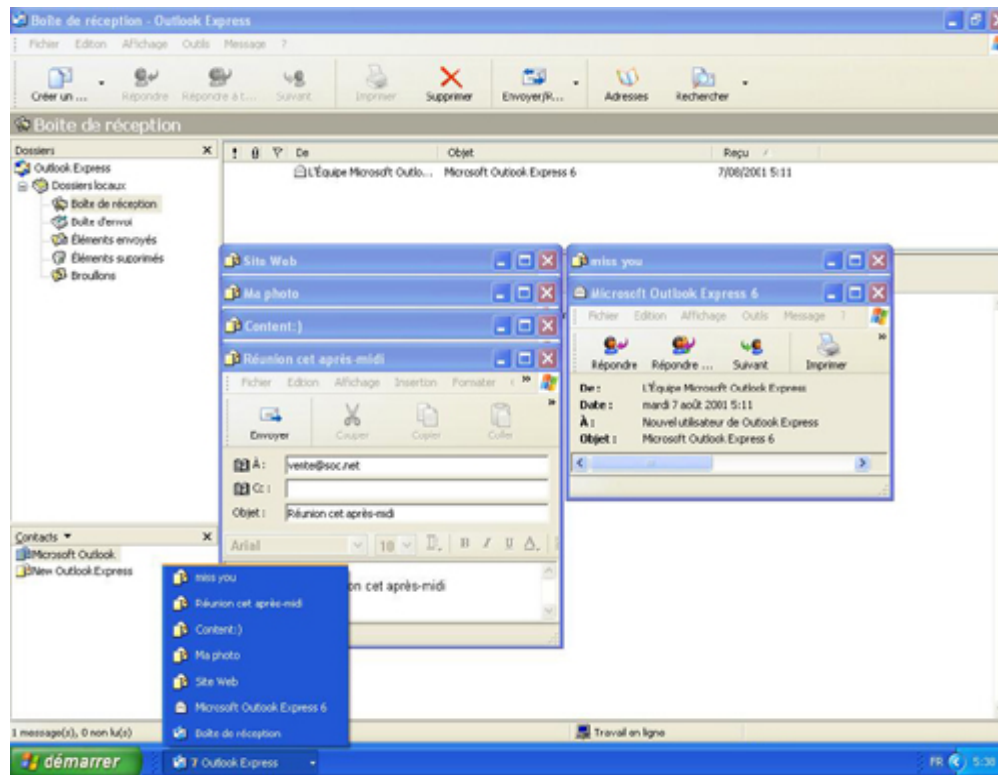 Boîte de réception - Outlook Express
Fichier Edition Affichage Outils Message ?
Créer un ... Répondre Répondre à t... Suivant Imprimer Supprimer Envoyer/R... Adresses Rechercher
Boîte de réception
Dossiers
! De Objet Reçu
Outlook Express
L'Équipe Microsoft Outlo... Microsoft Outlook Express 6 7/08/2001 5:11
Dossiers locaux
Boîte de réception
Boîte d'envoi
Éléments envoyés
Éléments supprimés
Brouillons
Site Web
Ma photo
Content:)
Réunion cet après-midi
Fichier Edition Affichage Insertion Format
Envoyer Couper Copier Coller
À : vente@soc.net
Cc :
Objet : Réunion cet après-midi
Arial 10 D. B I U A.
on cet après-midi
miss you
Microsoft Outlook Express 6
Fichier Edition Affichage Outils Message ?
Répondre Répondre ... Suivant Imprimer
De : L'Équipe Microsoft Outlook Express
Date : mardi 7 août 2001 5:11
À : Nouvel utilisateur de Outlook Express
Objet : Microsoft Outlook Express 6
Contacts
Microsoft Outlook
New Outlook Express
miss you
Réunion cet après-midi
Content:)
Ma photo
Site Web
Microsoft Outlook Express 6
Boîte de réception
1 message(s), 0 non lu(s)
Travail en ligne
démarrer
7 Outlook Express
FR
5:38